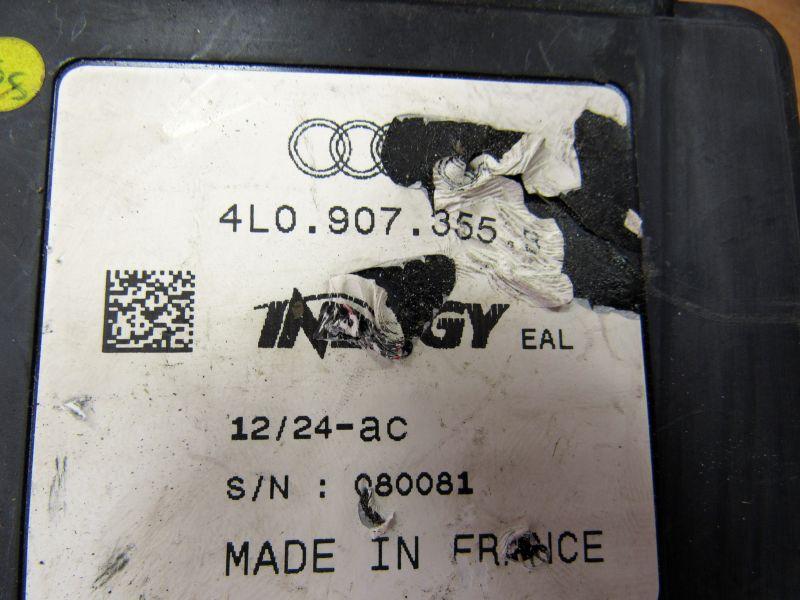 4L0.907.355
EAL
12/24-ac
S/N : 080081
MADE IN FRANCE